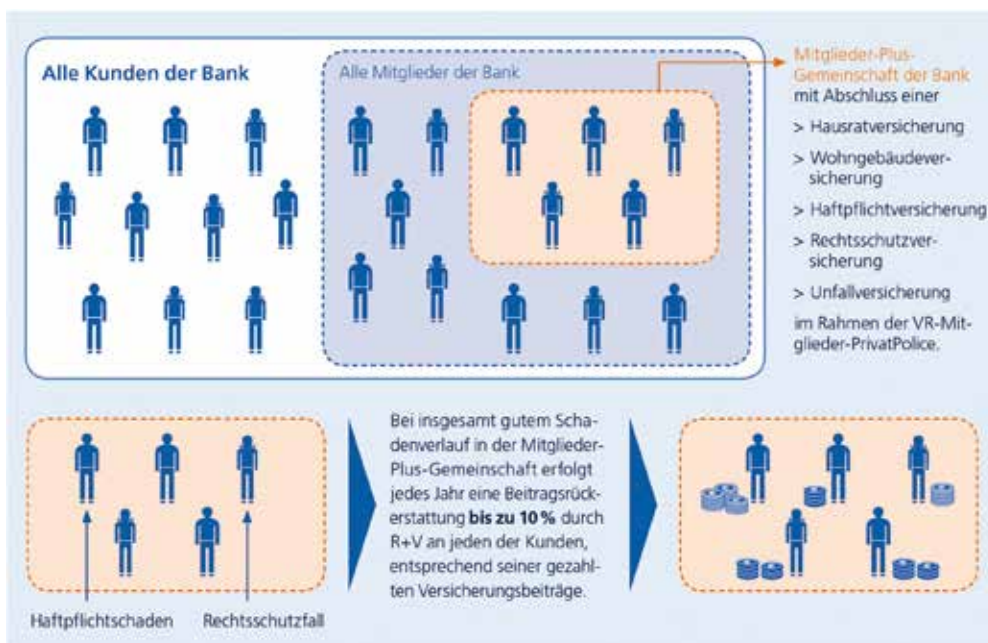 Alle Kunden der Bank
Alle Mitglieder der Bank
Mitglieder-Plus-
Gemeinschaft der Bank
mit Abschluss einer
> Hausratversicherung
> Wohngebäudever-
sicherung
> Haftpflichtversicherung
> Rechtsschutzver-
sicherung
> Unfallversicherung
im Rahmen der VR-Mit-
glieder-PrivatPolice.
Haftpflichtschaden
Rechtsschutzfall
Bei insgesamt gutem Scha-
denverlauf in der Mitglieder-
Plus-Gemeinschaft erfolgt
jedes Jahr eine Beitragsrück-
erstattung bis zu 10 % durch
R+V an jeden der Kunden,
entsprechend seiner gezahl-
ten Versicherungsbeiträge.